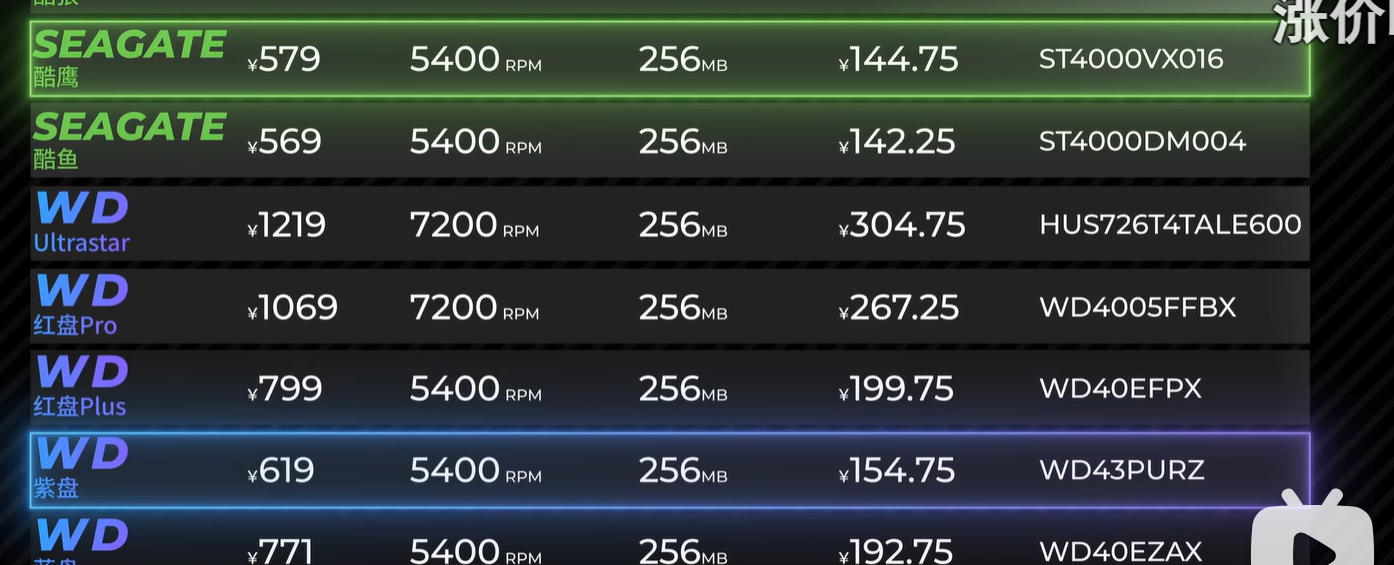 涨价
SEAGATE
酷鹰
¥579 5400 RPM 256MB ¥144.75 ST4000VX016
SEAGATE
酷鱼
¥569 5400 RPM 256MB ¥142.25 ST4000DM004
WD
Ultrastar
¥1219 7200 RPM 256MB ¥304.75 HUS726T4TALE600
WD
红盘Pro
¥1069 7200 RPM 256MB ¥267.25 WD4005FFBX
WD
红盘Plus
¥799 5400 RPM 256MB ¥199.75 WD40EFPX
WD
紫盘
¥619 5400 RPM 256MB ¥154.75 WD43PURZ
WD
¥771 5400 RPM 256MB ¥192.75 WD40EZAX